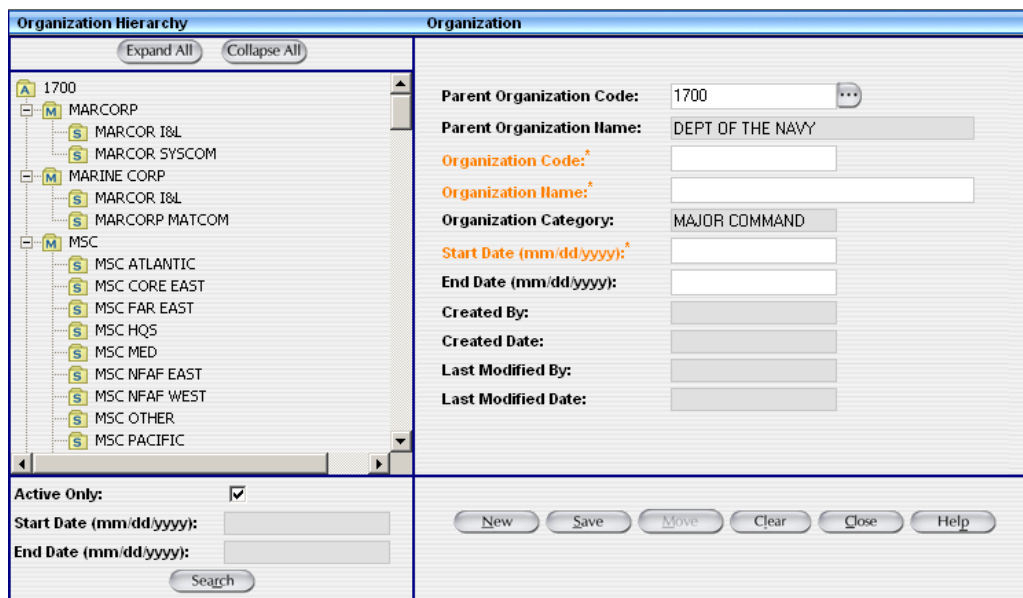 Organization Hierarchy
Expand All Collapse All
A 1700
M MARCORP
S MARCOR I&L
S MARCOR SYSCOM
M MARINE CORP
S MARCOR I&L
S MARCORP MATCOM
M MSC
S MSC ATLANTIC
S MSC CORE EAST
S MSC FAR EAST
S MSC HQS
S MSC MED
S MSC NFAF EAST
S MSC NFAF WEST
S MSC OTHER
S MSC PACIFIC
Active Only:
Start Date (mm/dd/yyyy):
End Date (mm/dd/yyyy):
Search
Organization
Parent Organization Code: 1700 ...
Parent Organization Name: DEPT OF THE NAVY
Organization Code:*
Organization Name:*
Organization Category: MAJOR COMMAND
Start Date (mm/dd/yyyy):*
End Date (mm/dd/yyyy):
Created By:
Created Date:
Last Modified By:
Last Modified Date:
New Save Move Clear Close Help